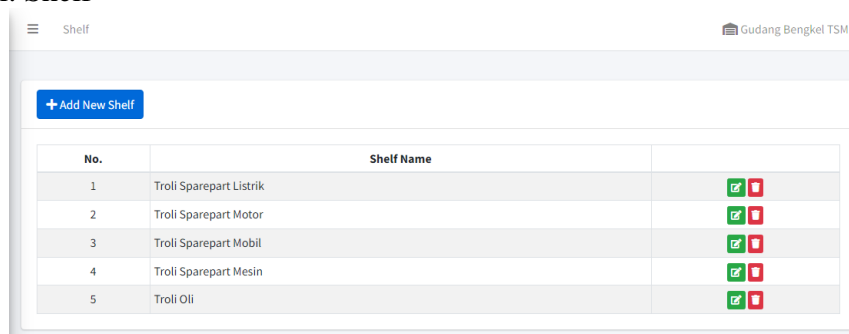 Shelf
Shelf Gudang Bengkel TSM
Add New Shelf
No. Shelf Name
1 Troli Sparepart Listrik
2 Troli Sparepart Motor
3 Troli Sparepart Mobil
4 Troli Sparepart Mesin
5 Troli Oli